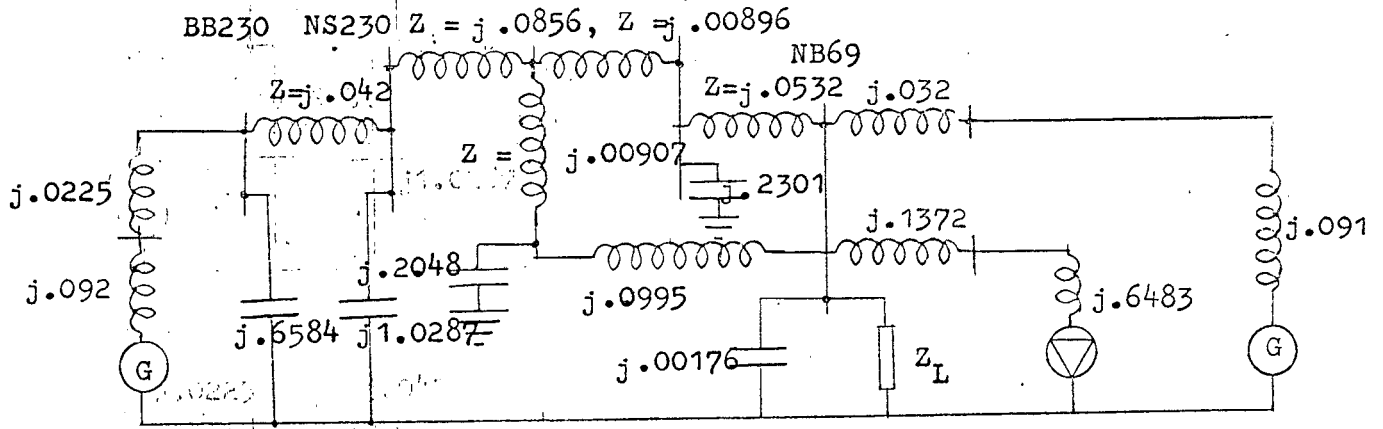 BB230 NS230 Z = j.0856, Z =j.00896
NB69
Z=j.042
Z=j.0532 j.032
Z = j.00907
j.0225
j.2301
j.1372
j.091
j.092
j.2048
j.0995
j.6483
j.6584 j1.0287
j.00176 Z_L
G
G